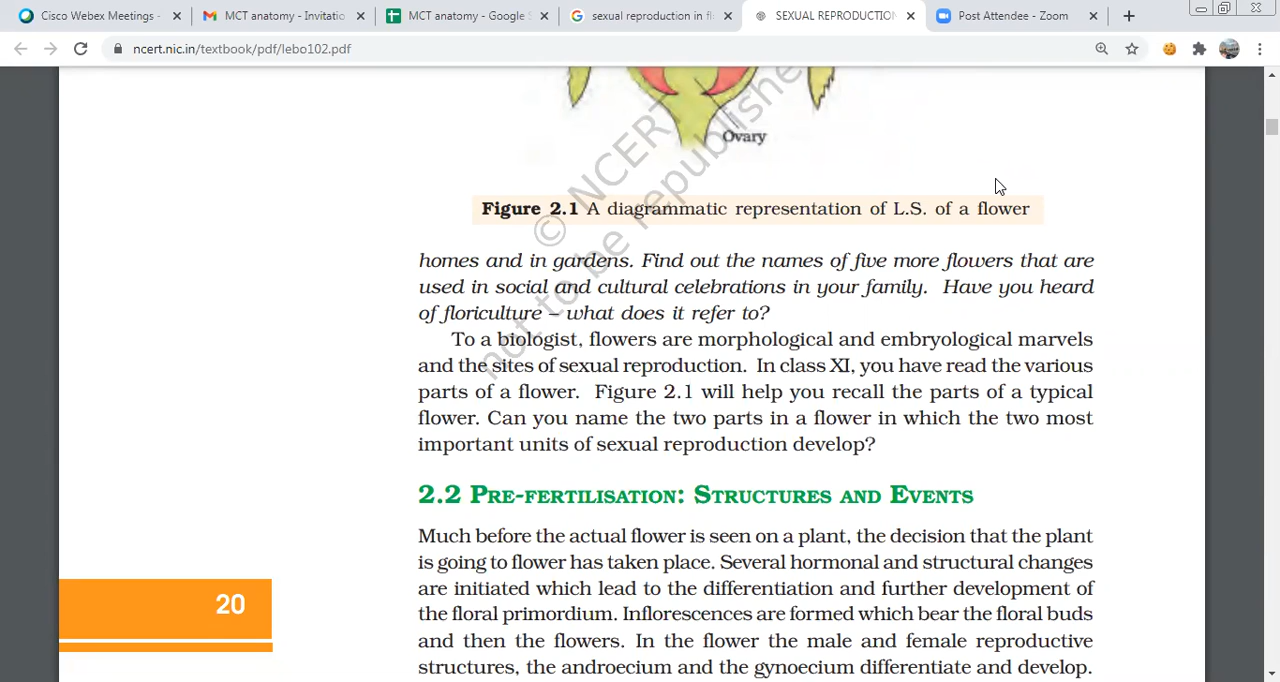 Cisco Webex Meetings -
MCT anatomy - Invitatio
MCT anatomy - Google S
sexual reproduction in fl
SEXUAL REPRODUCTION
Post Attendee - Zoom
ncert.nic.in/textbook/pdf/lebo102.pdf
Ovary
© NCERT
not to be republishe
Figure 2.1 A diagrammatic representation of L.S. of a flower
homes and in gardens. Find out the names of five more flowers that are
used in social and cultural celebrations in your family. Have you heard
of floriculture – what does it refer to?
To a biologist, flowers are morphological and embryological marvels
and the sites of sexual reproduction. In class XI, you have read the various
parts of a flower. Figure 2.1 will help you recall the parts of a typical
flower. Can you name the two parts in a flower in which the two most
important units of sexual reproduction develop?
2.2 PRE-FERTILISATION: STRUCTURES AND EVENTS
Much before the actual flower is seen on a plant, the decision that the plant
is going to flower has taken place. Several hormonal and structural changes
are initiated which lead to the differentiation and further development of
the floral primordium. Inflorescences are formed which bear the floral buds
and then the flowers. In the flower the male and female reproductive
structures, the androecium and the gynoecium differentiate and develop.
20